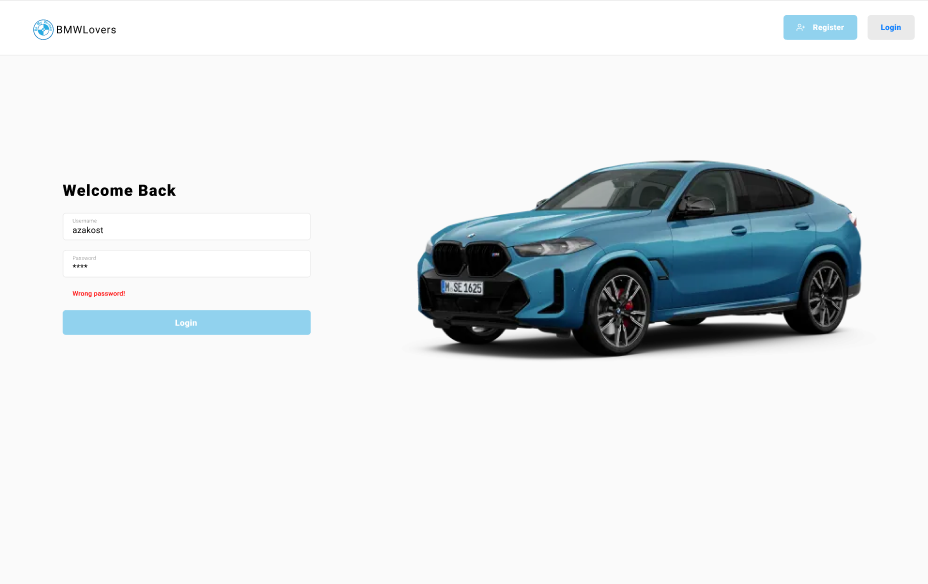 BMWLovers
Register
Login
Welcome Back
Username
azakost
Password
****
Wrong password!
Login
M SE 1625